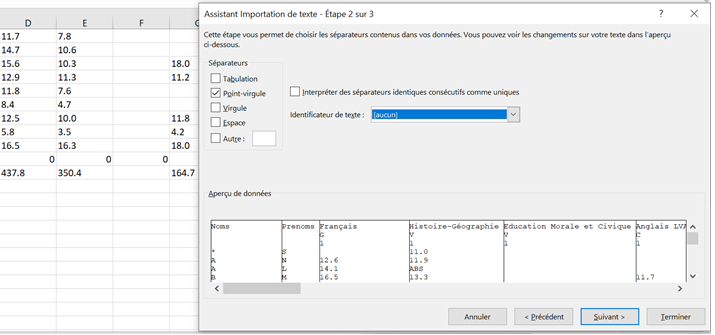 D E F
11.7 7.8
14.7 10.6
15.6 10.3 18.0
12.9 11.3 11.2
11.8 7.6
8.4 4.7
12.5 10.0 11.8
5.8 3.5 4.2
16.5 16.3 18.0
0 0 0
437.8 350.4 164.7
Assistant Importation de texte - Étape 2 sur 3
Cette étape vous permet de choisir les séparateurs contenus dans vos données. Vous pouvez voir les changements sur votre texte dans l'aperçu
ci-dessous.
Séparateurs
Tabulation
Point-virgule
Virgule
Espace
Autre :
Interpréter des séparateurs identiques consécutifs comme uniques
Identificateur de texte : {aucun}
Aperçu de données
Noms Prenoms Français Histoire-Géographie Education Morale et Civique Anglais LVA
G V V C
1 1 1 1
* S 11.0
A N 12.6 11.9
A L 14.1 ABS
B M 16.5 13.3 11.7
Annuler < Précédent Suivant > Terminer